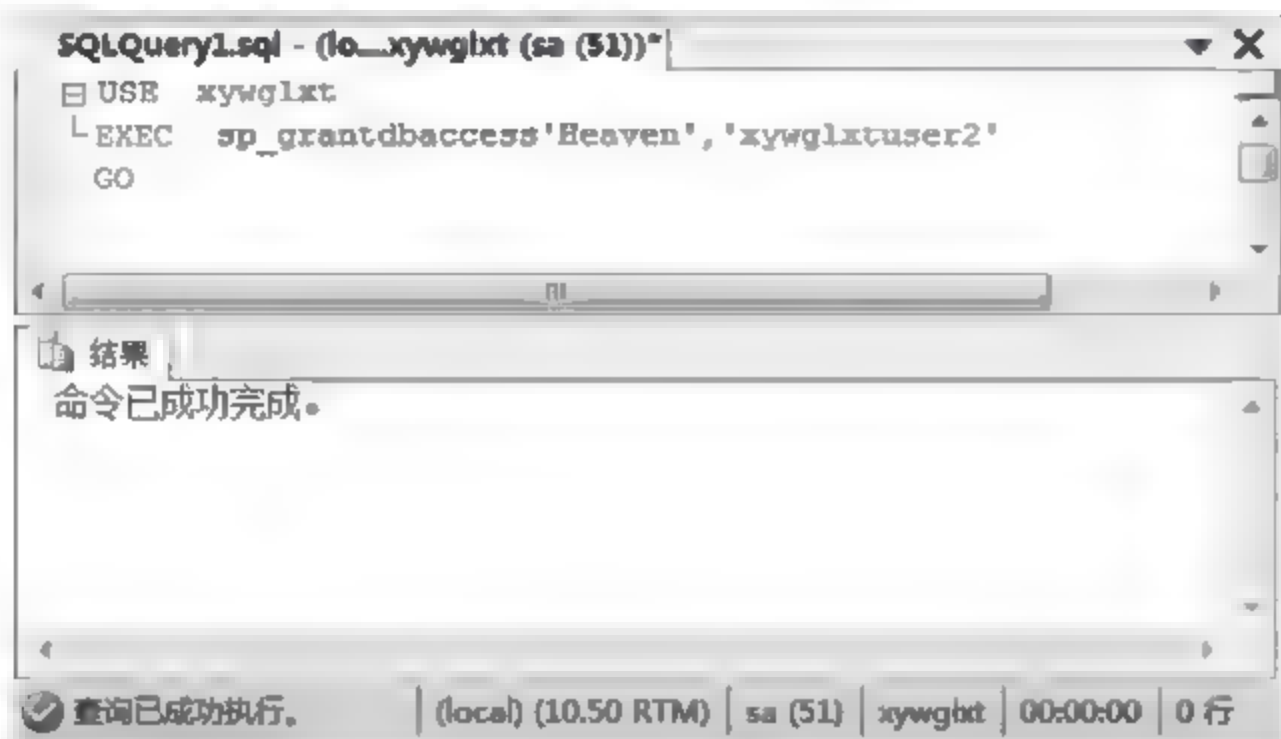 SQLQuery1.sql - (lo...xywglxt (sa (51))*
USE xywglxt
EXEC sp_grantdbaccess'Heaven','xywglxtuser2'
GO
结果
命令已成功完成。
查询已成功执行。 (local) (10.50 RTM) sa (51) xywglxt 00:00:00 0 行